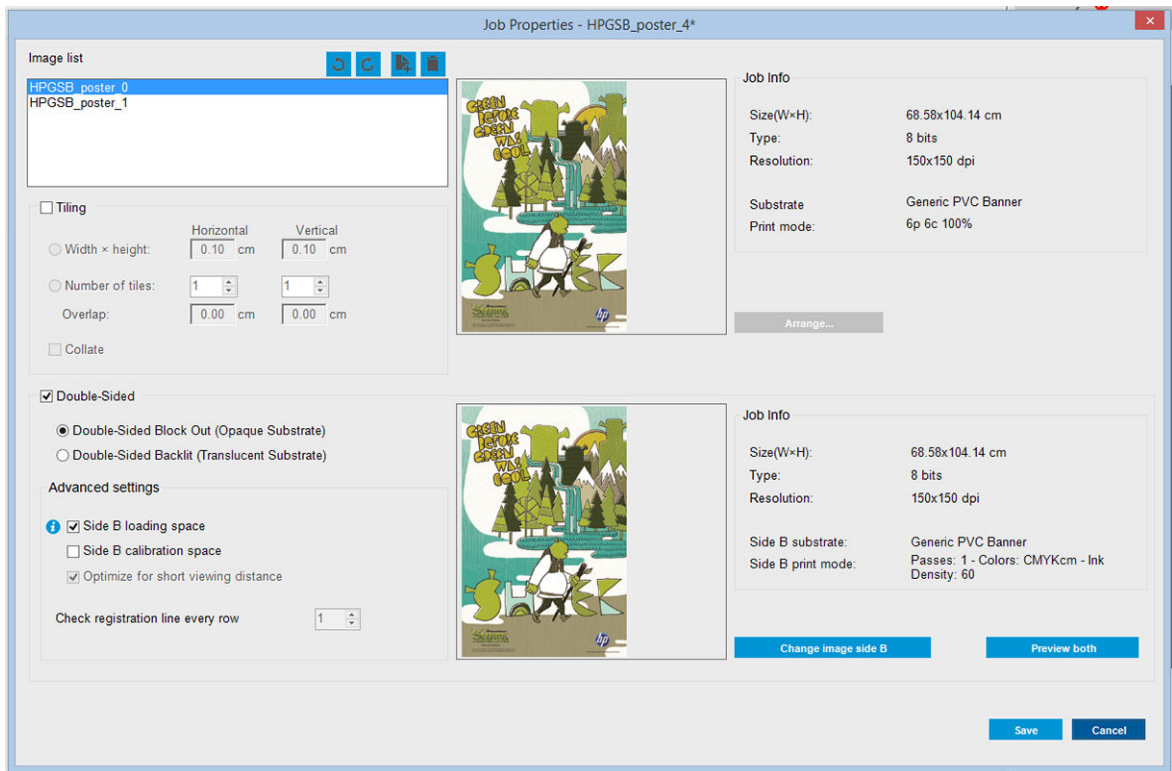 Job Properties - HPGSB_poster_4*
Image list
HPGSB_poster_0
HPGSB_poster_1
Tiling
Horizontal Vertical
Width × height: 0.10 cm 0.10 cm
Number of tiles: 1 1
Overlap: 0.00 cm 0.00 cm
Collate
GREEN
BEFORE
GREEN
WAS
COOL
SHREK
SHREK
hp
Job Info
Size(W×H): 68.58x104.14 cm
Type: 8 bits
Resolution: 150x150 dpi
Substrate Generic PVC Banner
Print mode: 6p 6c 100%
Arrange...
Double-Sided
Double-Sided Block Out (Opaque Substrate)
Double-Sided Backlit (Translucent Substrate)
Advanced settings
Side B loading space
Side B calibration space
Optimize for short viewing distance
Check registration line every row 1
GREEN
BEFORE
GREEN
WAS
COOL
SHREK
SHREK
hp
Job Info
Size(W×H): 68.58x104.14 cm
Type: 8 bits
Resolution: 150x150 dpi
Side B substrate: Generic PVC Banner
Side B print mode: Passes: 1 - Colors: CMYKcm - Ink
Density: 60
Change image side B
Preview both
Save
Cancel